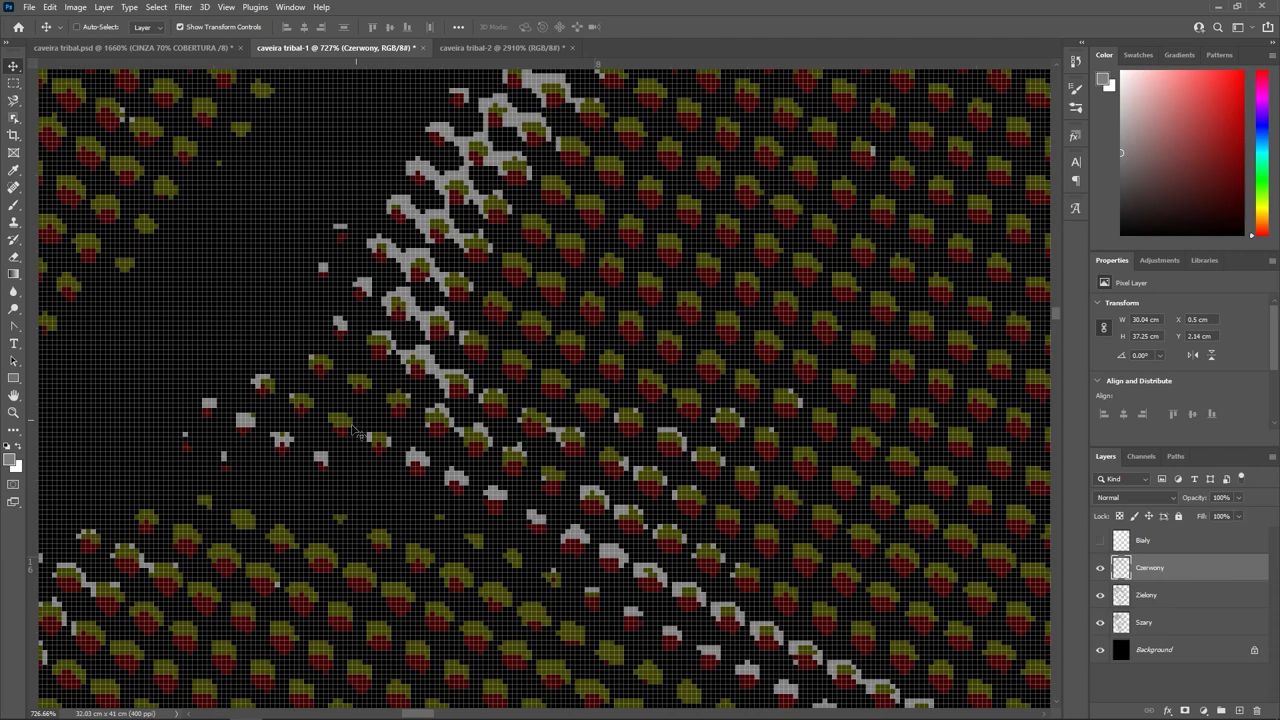 File Edit Image Layer Type Select Filter 3D View Plugins Window Help
Auto-Select: Layer Show Transform Controls 3D Mode:
caveira tribal.psd @ 1660% (CINZA 70% COBERTURA /8) * × caveira tribal-1 @ 727% (Czerwony, RGB/8#) * × caveira tribal-2 @ 2910% (RGB/8#) * ×
8
1
6
Color Swatches Gradients Patterns
Properties Adjustments Libraries
Pixel Layer
Transform
W 30.04 cm X 0.5 cm
H 37.25 cm Y 2.14 cm
0.00°
Align and Distribute
Align:
Layers Channels Paths
Kind
Normal Opacity: 100%
Lock: Fill: 100%
Biały
Czerwony
Zielony
Szary
Background
726.66% 32.03 cm x 41 cm (400 ppi)